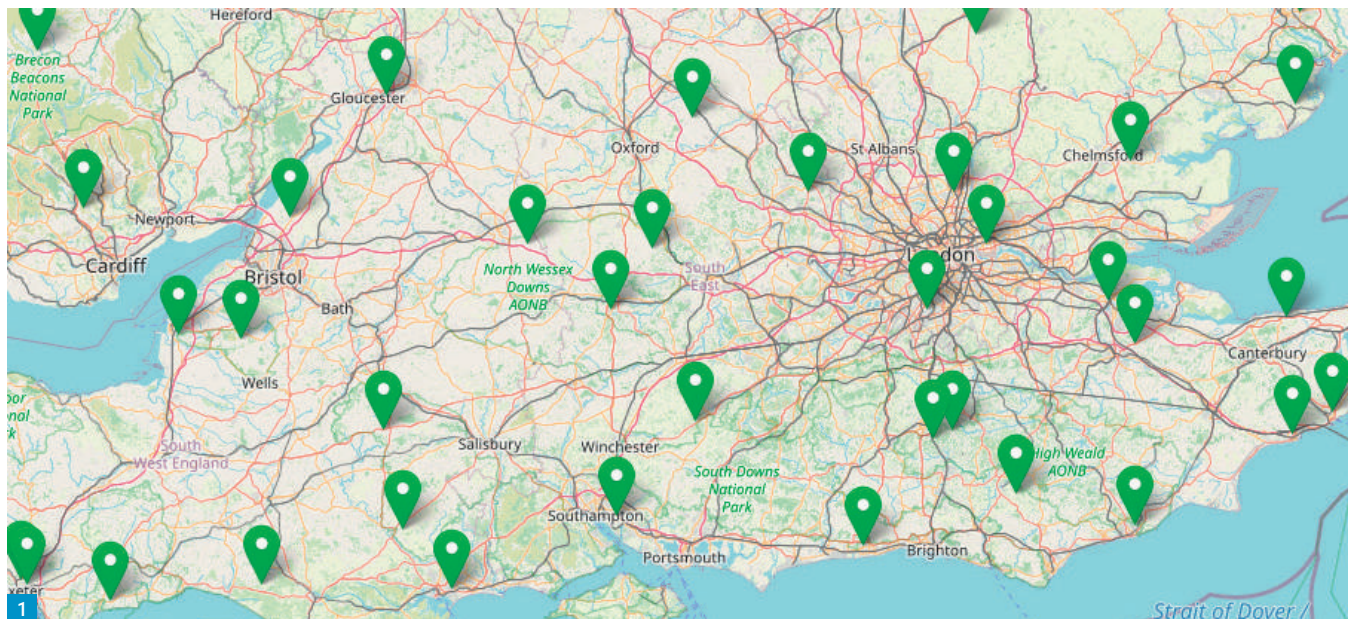 Hereford
Brecon
Beacons
National
Park
Gloucester
Oxford
St Albans
Chelmsford
Newport
Cardiff
Bristol
North Wessex
Downs
AONB
South
East
Bath
Canterbury
Wells
South
West England
Salisbury
Winchester
South Downs
National
Park
High Weald
AONB
Southampton
Portsmouth
Brighton
Strait of Dover /
1